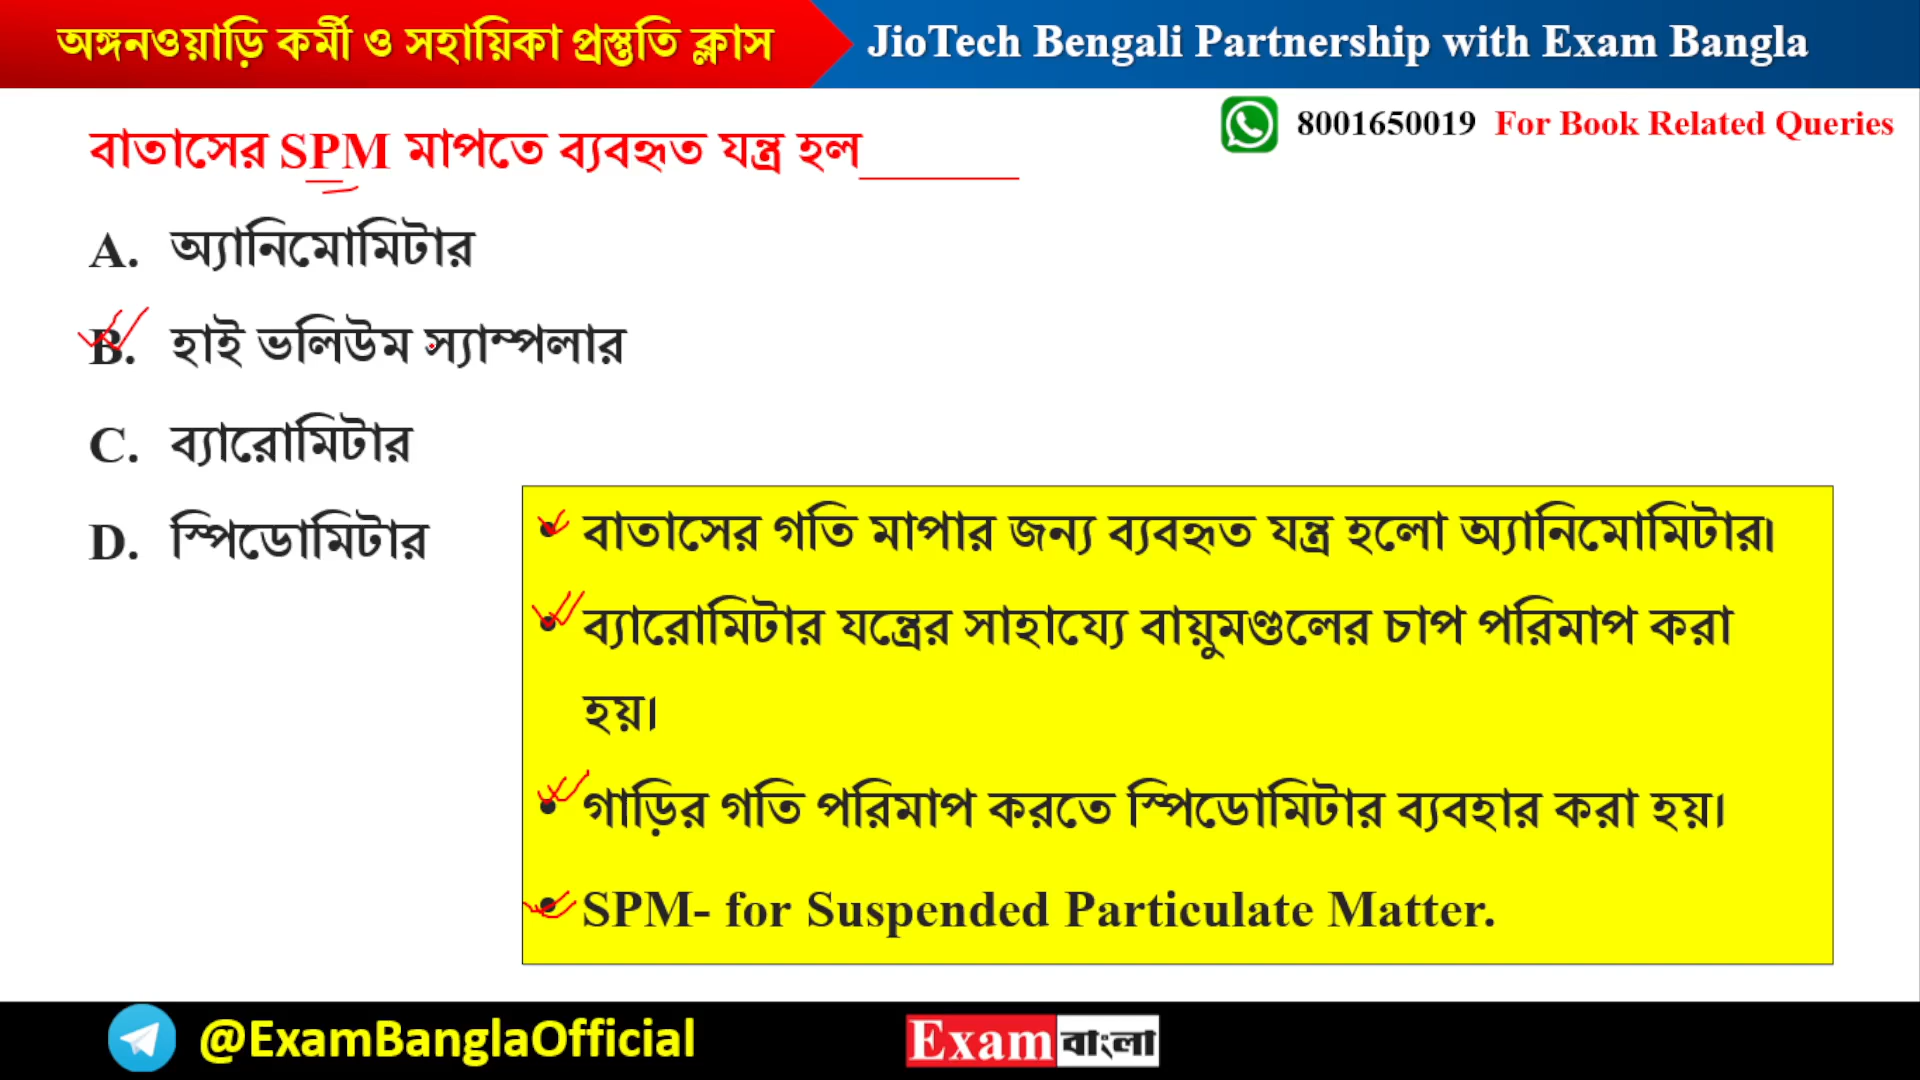 অঙ্গনওয়াড়ি কর্মী ও সহায়িকা প্রস্তুতি ক্লাস
JioTech Bengali Partnership with Exam Bangla
8001650019 For Book Related Queries
বাতাসের SPM মাপতে ব্যবহৃত যন্ত্র হল_______
A. অ্যানিমোমিটার
B. হাই ভলিউম স্যাম্পলার
C. ব্যারোমিটার
D. স্পিডোমিটার
• বাতাসের গতি মাপার জন্য ব্যবহৃত যন্ত্র হলো অ্যানিমোমিটার।
• ব্যারোমিটার যন্ত্রের সাহায্যে বায়ুমণ্ডলের চাপ পরিমাপ করা
হয়।
• গাড়ির গতি পরিমাপ করতে স্পিডোমিটার ব্যবহার করা হয়।
• SPM- for Suspended Particulate Matter.
@ExamBanglaOfficial
Exam বাংলা